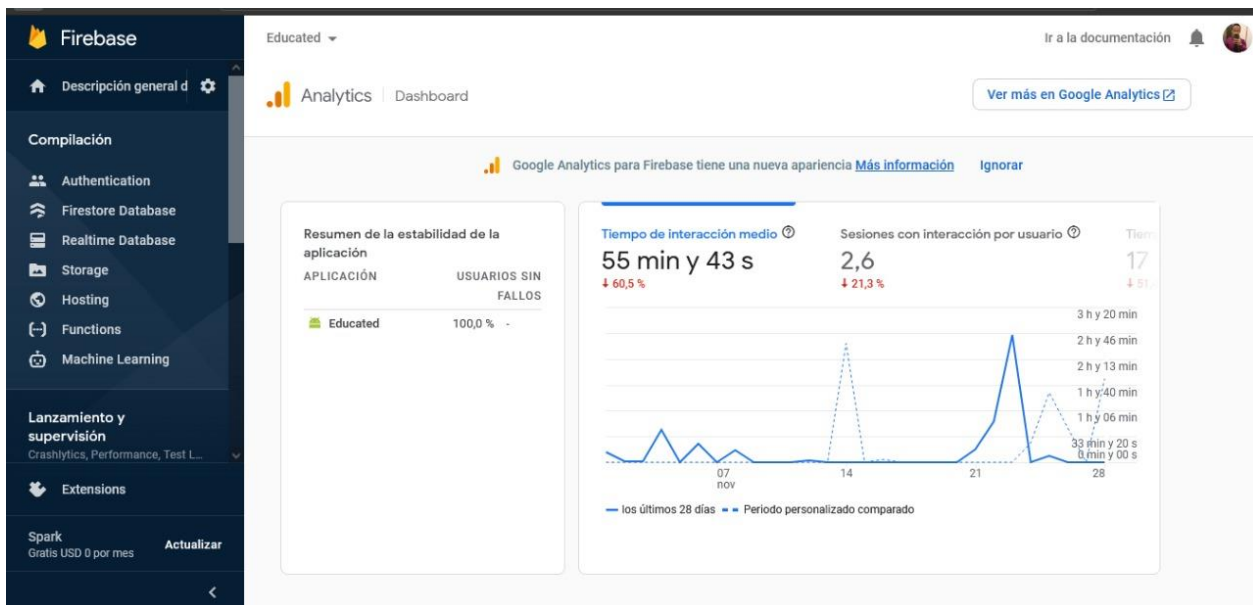 Firebase
Descripción general d
Compilación
Authentication
Firestore Database
Realtime Database
Storage
Hosting
Functions
Machine Learning
Lanzamiento y
supervisión
Crashlytics, Performance, Test L...
Extensions
Spark
Gratis USD 0 por mes
Actualizar
Educated
Ir a la documentación
Analytics
Dashboard
Ver más en Google Analytics
Google Analytics para Firebase tiene una nueva apariencia Más información Ignorar
Resumen de la estabilidad de la
aplicación
APLICACIÓN USUARIOS SIN
FALLOS
Educated 100,0 % -
Tiempo de interacción medio
55 min y 43 s
60,5 %
Sesiones con interacción por usuario
2,6
21,3 %
17
3 h y 20 min
2 h y 46 min
2 h y 13 min
1 h y 40 min
1 h y 06 min
33 min y 20 s
0 min y 00 s
07 14 21 28
nov
los últimos 28 días Periodo personalizado comparado